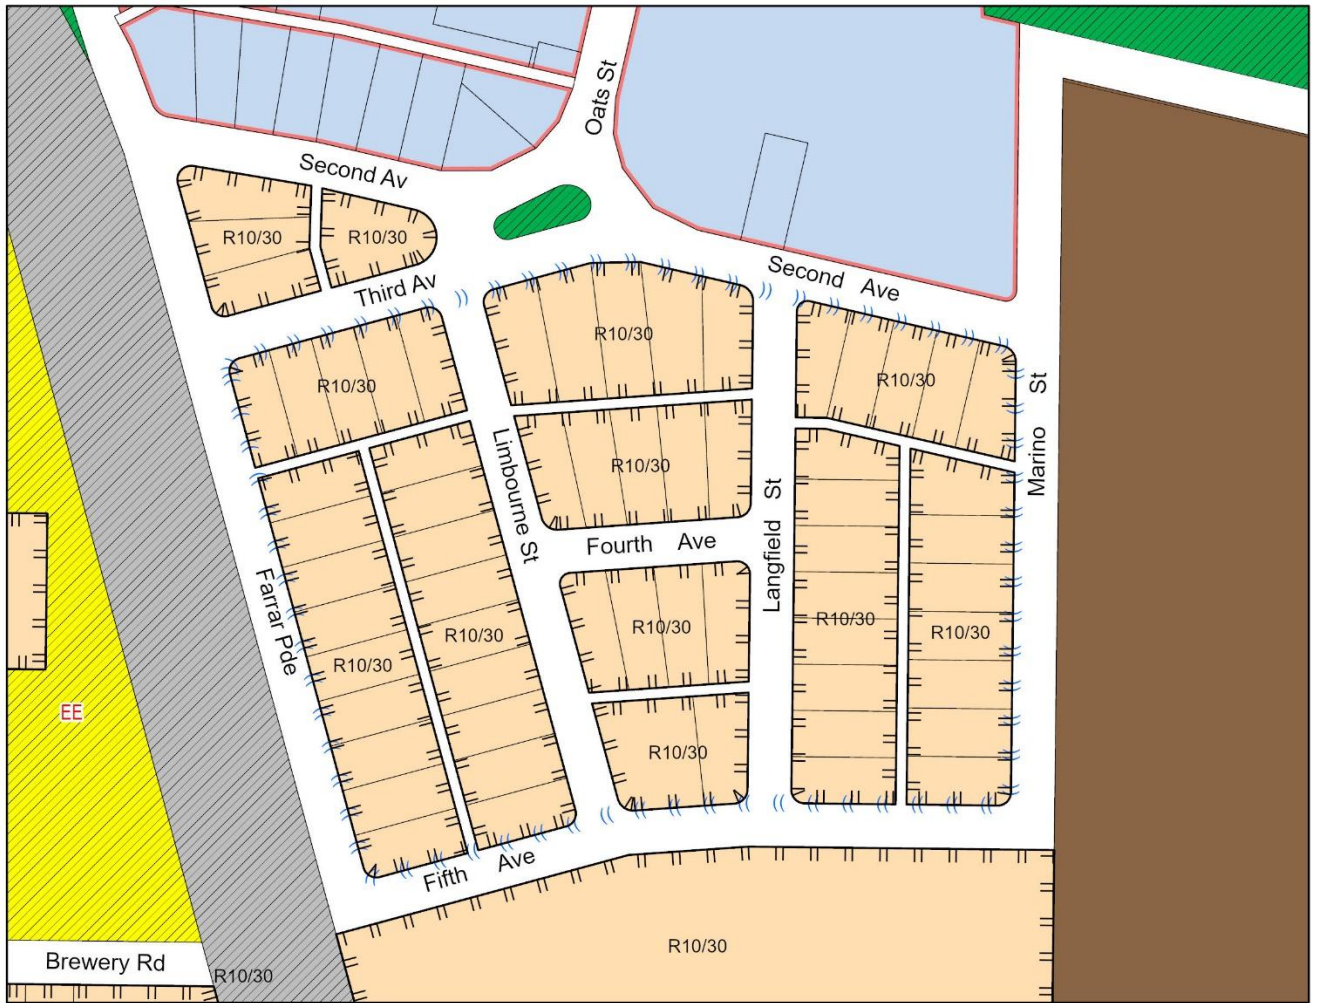 Oats St
Second Av
R10/30
R10/30
Third Av
Second Ave
R10/30
R10/30
R10/30
Marino St
Limbourne St
R10/30
Langfield St
Fourth Ave
Farrar Pde
R10/30
R10/30
R10/30
R10/30
R10/30
R10/30
EE
R10/30
Fifth Ave
R10/30
Brewery Rd
R10/30